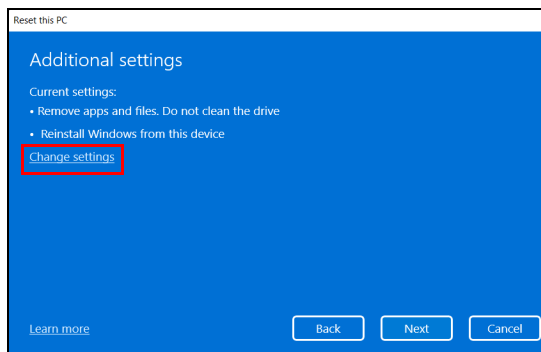 Reset this PC
Additional settings
Current settings:
• Remove apps and files. Do not clean the drive
• Reinstall Windows from this device
Change settings
Learn more
Back
Next
Cancel